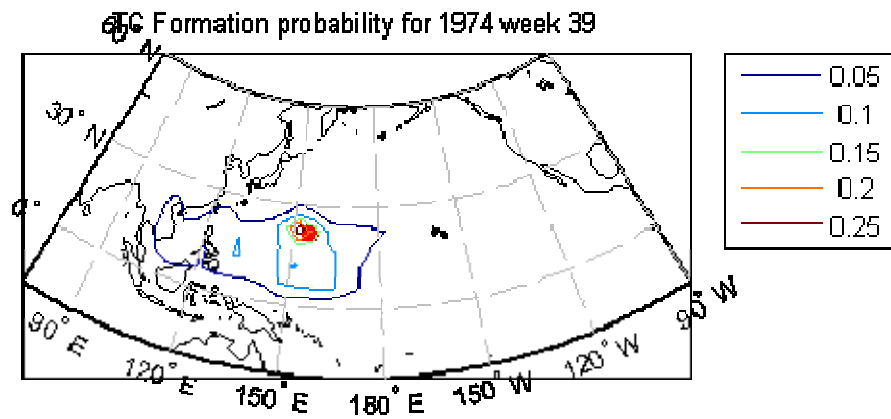 TC Formation probability for 1974 week 39
60° N
30° N
0°
90° E
120° E
150° E
180° E
150° W
120° W
90° W
0.05
0.1
0.15
0.2
0.25